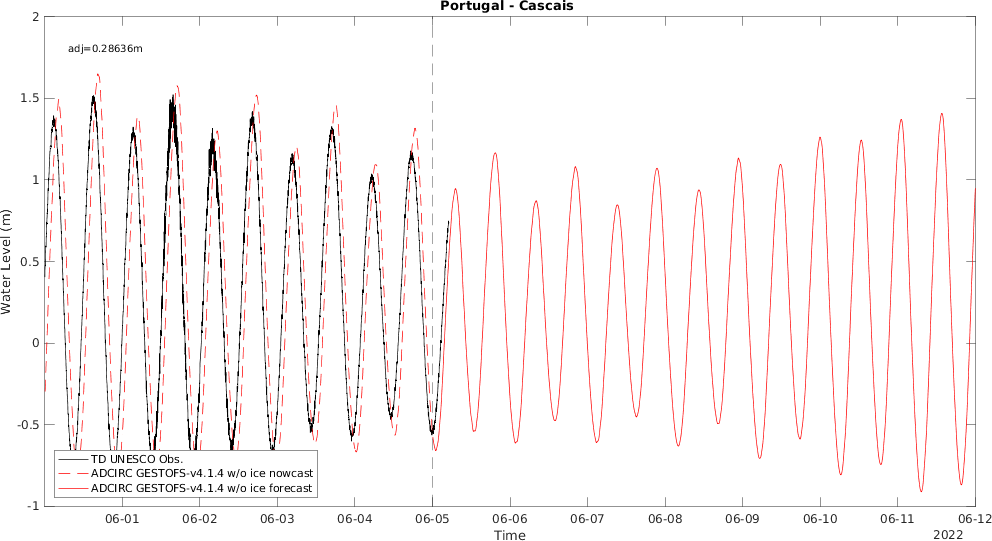 Portugal - Cascais
adj=0.28636m
2
1.5
1
0.5
0
-0.5
-1
Water Level (m)
TD UNESCO Obs.
ADCIRC GESTOFS-v4.1.4 w/o ice nowcast
ADCIRC GESTOFS-v4.1.4 w/o ice forecast
06-01 06-02 06-03 06-04 06-05 06-06 06-07 06-08 06-09 06-10 06-11 06-12
Time
2022